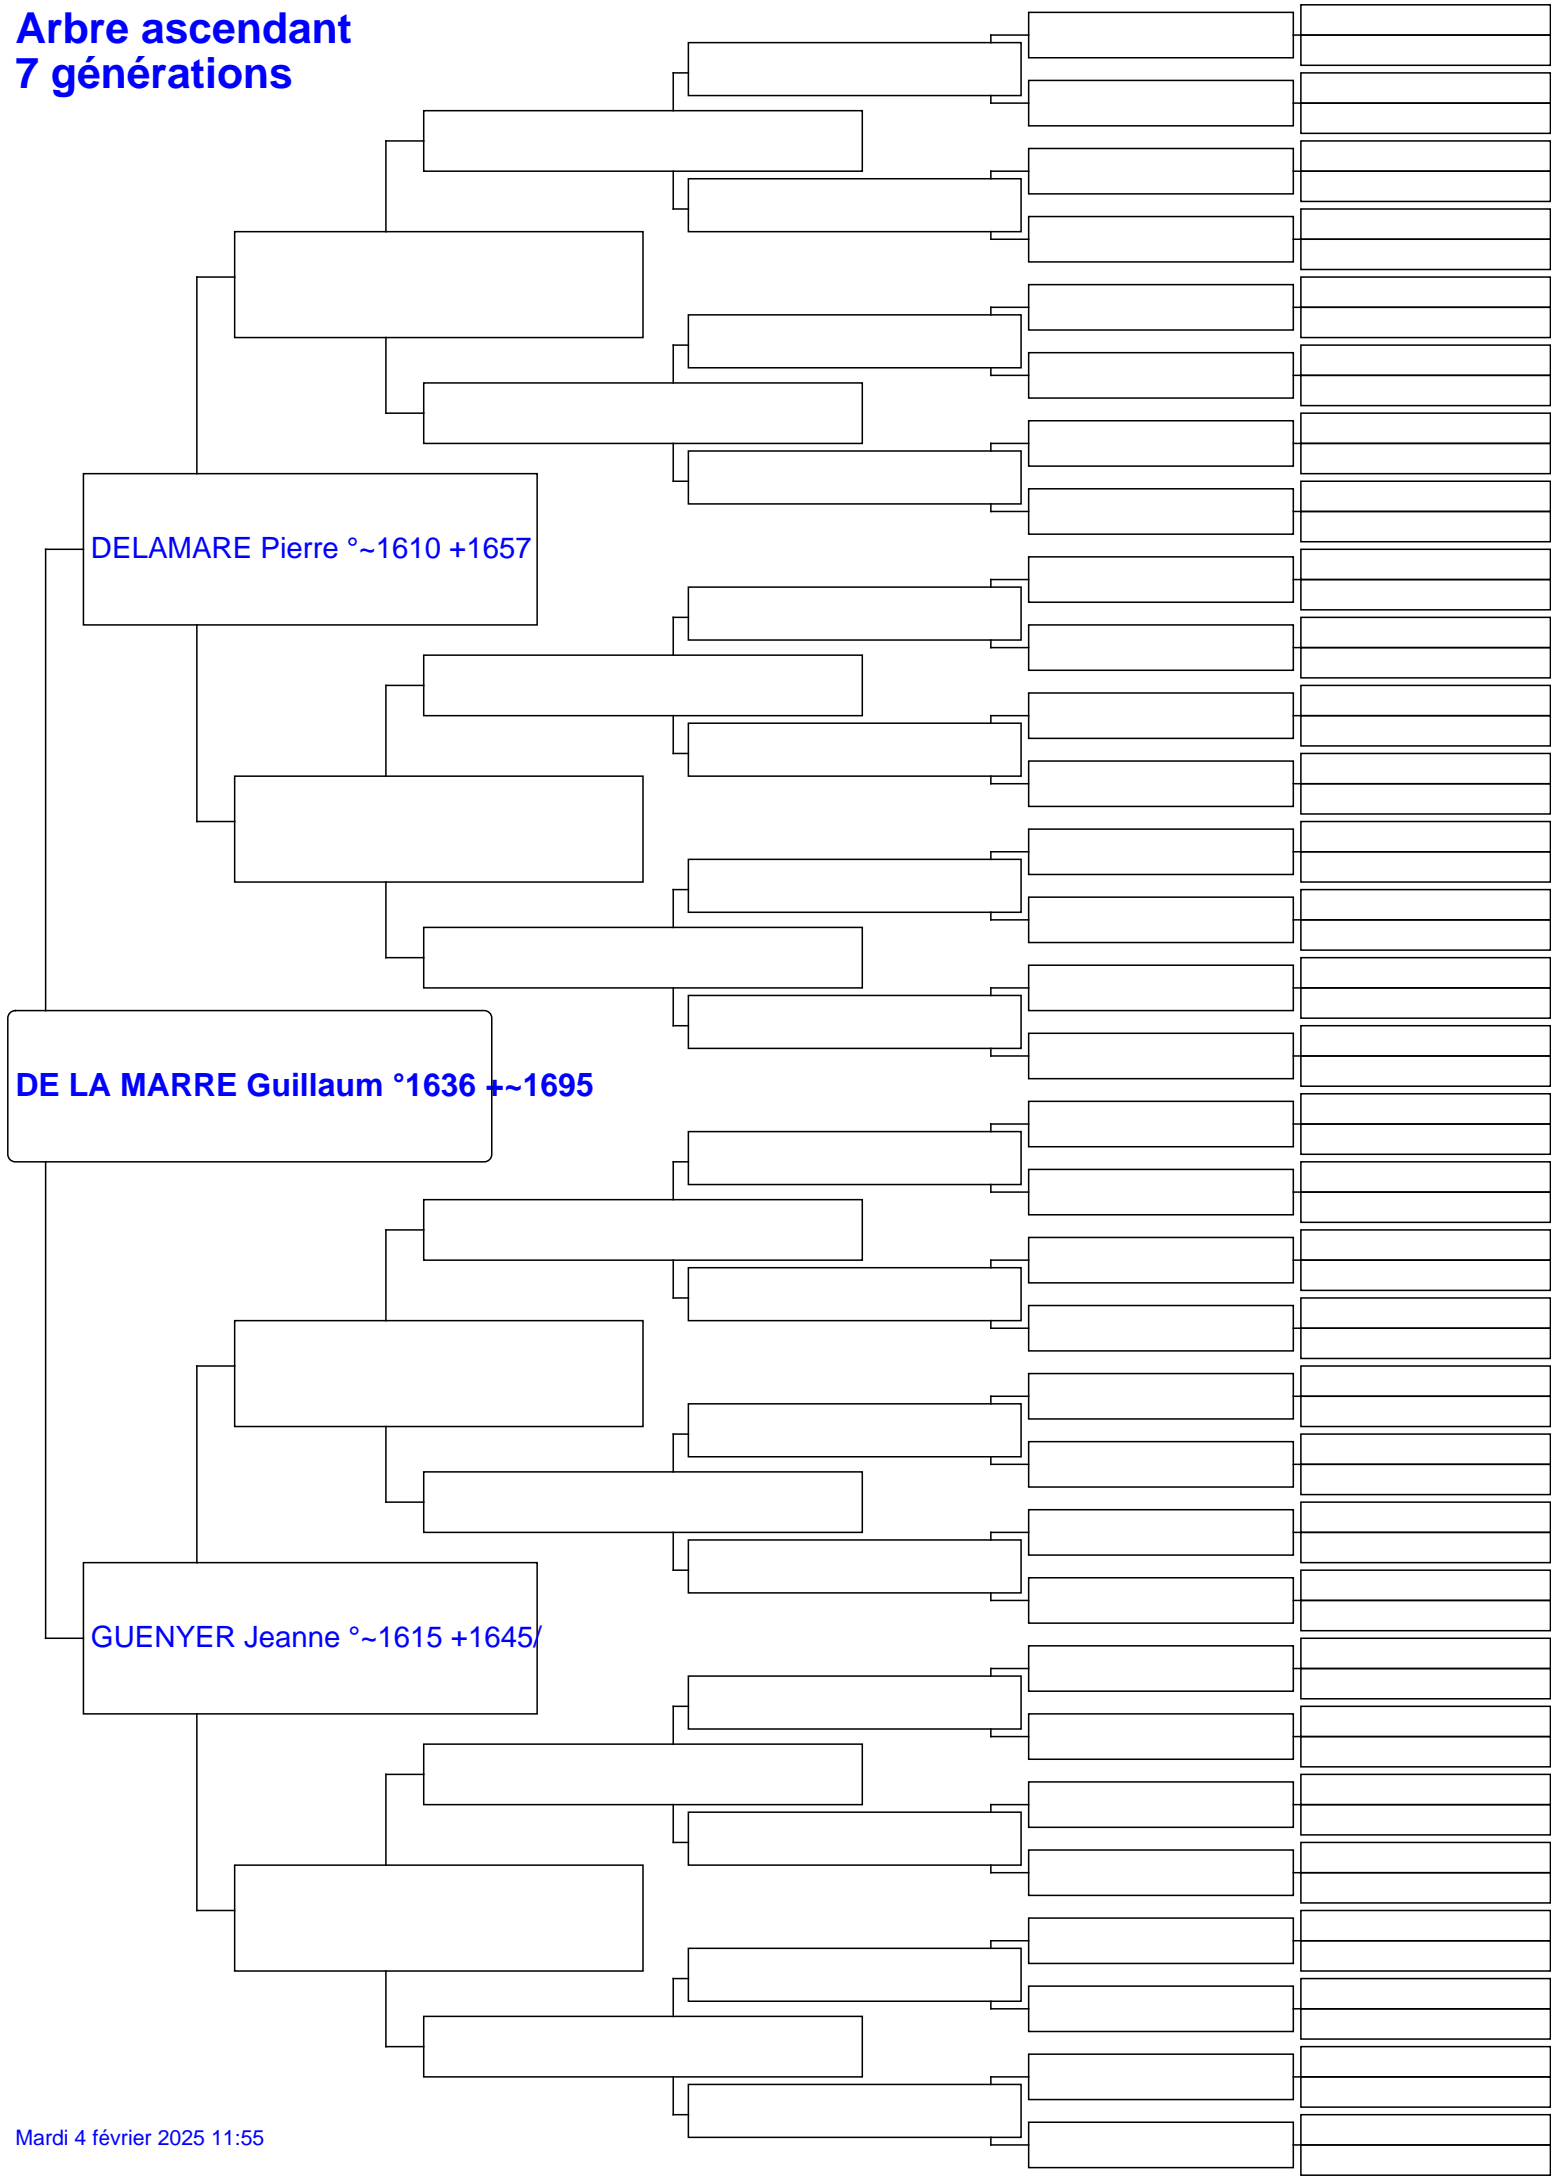 Arbre ascendant
7 générations
DELAMARE Pierre °~1610 +1657
DE LA MARRE Guillaum °1636 +~1695
GUENYER Jeanne °~1615 +1645/
Mardi 4 février 2025 11:55